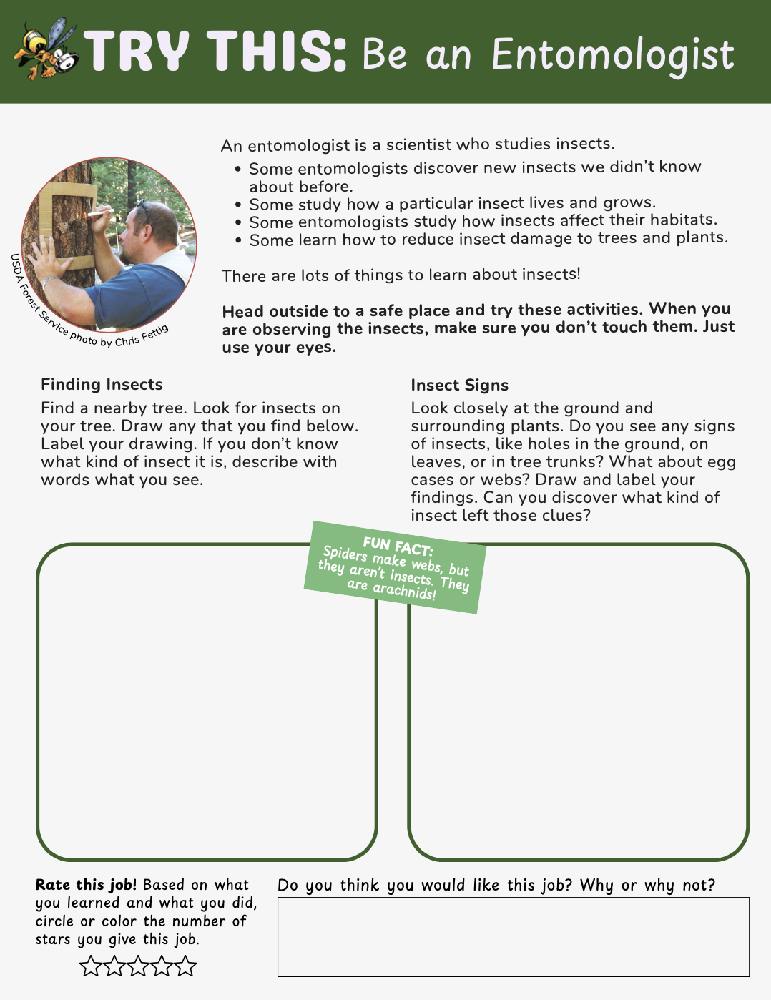 TRY THIS: Be an Entomologist
An entomologist is a scientist who studies insects.
• Some entomologists discover new insects we didn't know
about before.
• Some study how a particular insect lives and grows.
• Some entomologists study how insects affect their habitats.
• Some learn how to reduce insect damage to trees and plants.
There are lots of things to learn about insects!
Head outside to a safe place and try these activities. When you
are observing the insects, make sure you don't touch them. Just
use your eyes.
USDA Forest Service photo by Chris Fettig
Finding Insects
Find a nearby tree. Look for insects on
your tree. Draw any that you find below.
Label your drawing. If you don't know
what kind of insect it is, describe with
words what you see.
Insect Signs
Look closely at the ground and
surrounding plants. Do you see any signs
of insects, like holes in the ground, on
leaves, or in tree trunks? What about egg
cases or webs? Draw and label your
findings. Can you discover what kind of
insect left those clues?
FUN FACT:
Spiders make webs, but
they aren't insects. They
are arachnids!
Rate this job! Based on what
you learned and what you did,
circle or color the number of
stars you give this job.
Do you think you would like this job? Why or why not?